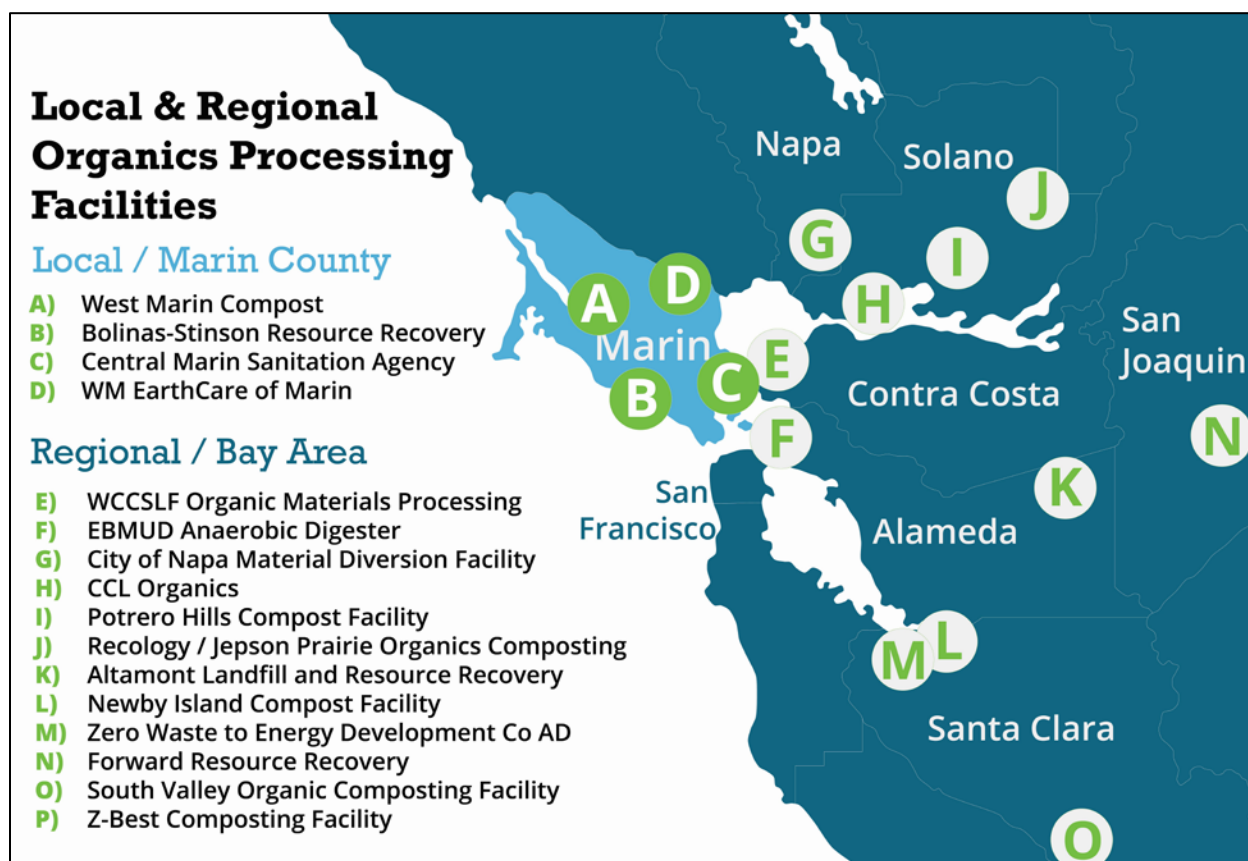 Local & Regional
Organics Processing
Facilities
Local / Marin County
A) West Marin Compost
B) Bolinas-Stinson Resource Recovery
C) Central Marin Sanitation Agency
D) WM EarthCare of Marin
Regional / Bay Area
E) WCCSLF Organic Materials Processing
F) EBMUD Anaerobic Digester
G) City of Napa Material Diversion Facility
H) CCL Organics
I) Potrero Hills Compost Facility
J) Recology / Jepson Prairie Organics Composting
K) Altamont Landfill and Resource Recovery
L) Newby Island Compost Facility
M) Zero Waste to Energy Development Co AD
N) Forward Resource Recovery
O) South Valley Organic Composting Facility
P) Z-Best Composting Facility
Napa
Solano
J
G
I
D
A
H
San
Joaquin
Marin
E
C
B
Contra Costa
F
N
K
San
Francisco
Alameda
L
M
Santa Clara
O